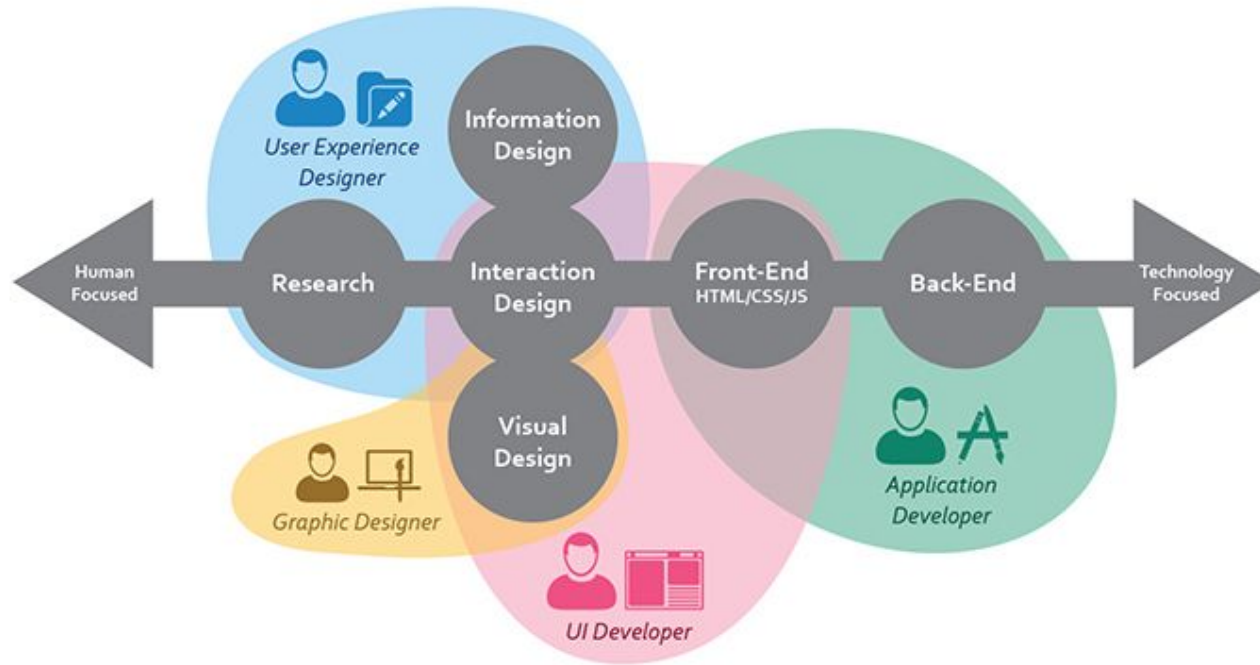 Information
Design
User Experience
Designer
Human
Focused
Research
Interaction
Design
Front-End
HTML/CSS/JS
Back-End
Technology
Focused
Visual
Design
Graphic Designer
Application
Developer
UI Developer